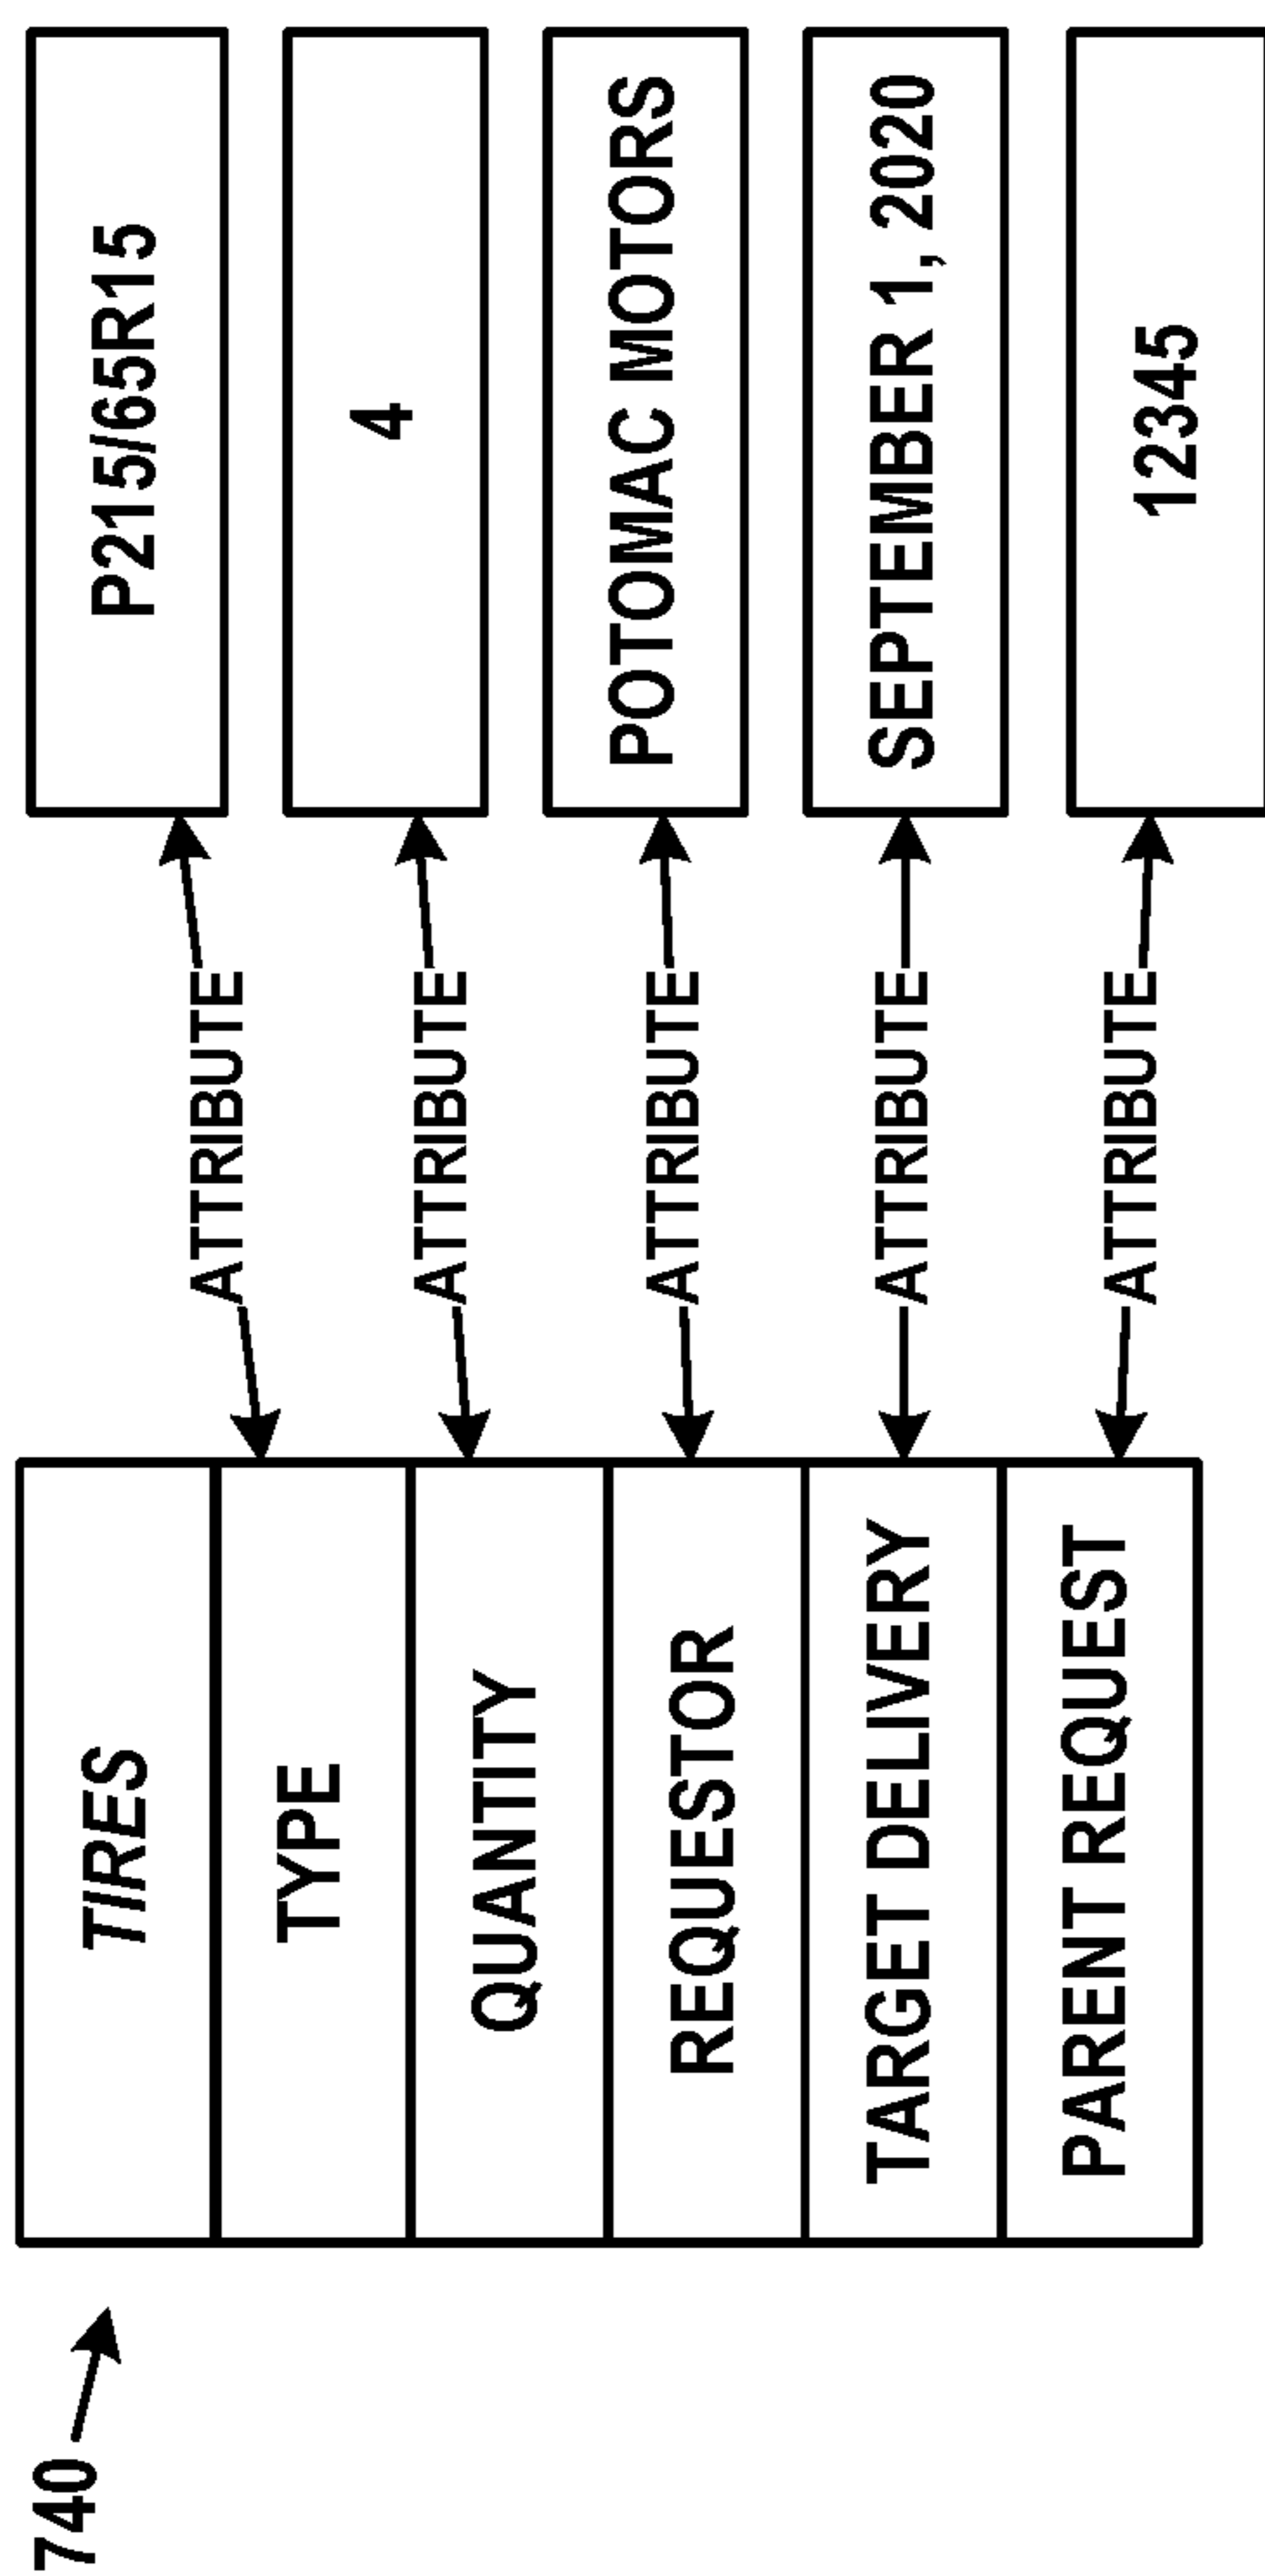 740
TIRES
TYPE
QUANTITY
REQUESTOR
TARGET DELIVERY
PARENT REQUEST
ATTRIBUTE
ATTRIBUTE
ATTRIBUTE
ATTRIBUTE
ATTRIBUTE
P215/65R15
4
POTOMAC MOTORS
SEPTEMBER 1, 2020
12345